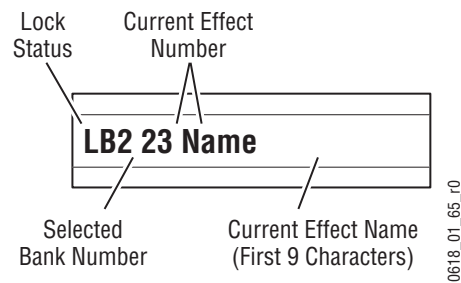 Lock
Status
Current Effect
Number
LB2 23 Name
Selected
Bank Number
Current Effect Name
(First 9 Characters)
0618_01_65_r0